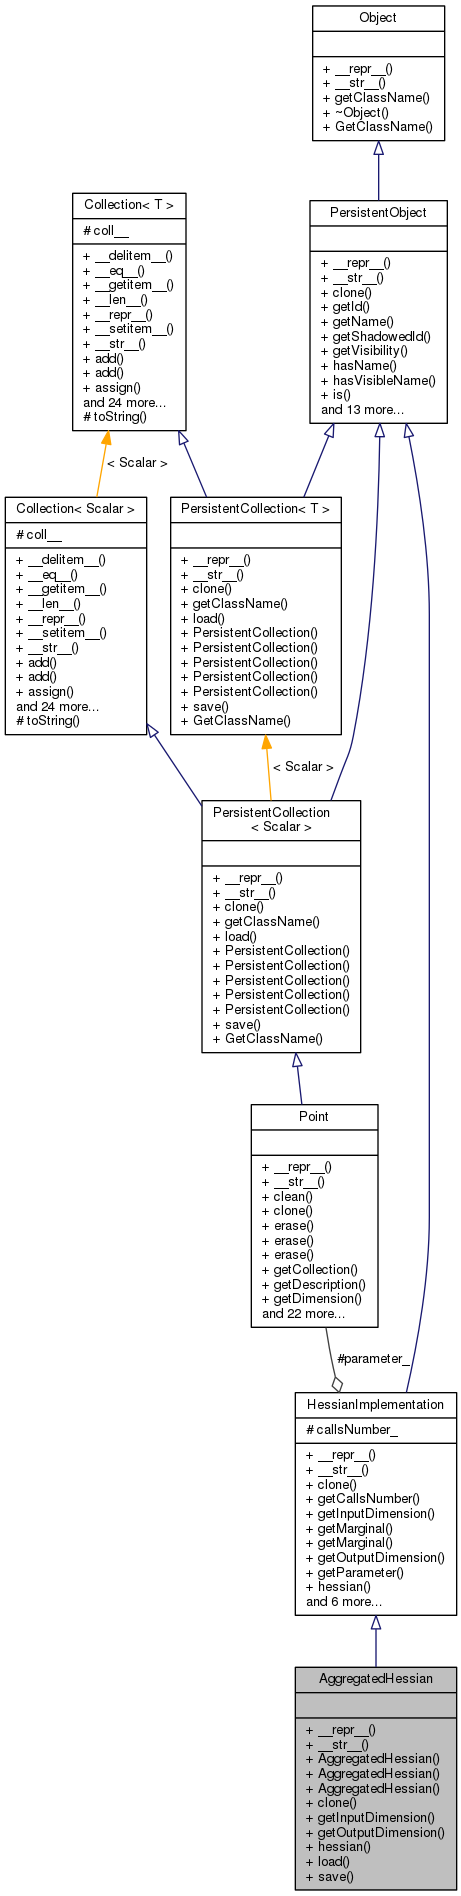 Object
+ __repr__()
+ __str__()
+ getClassName()
+ ~Object()
+ GetClassName()
Collection< T >
# coll__
+ __delitem__()
+ __eq__()
+ __getitem__()
+ __len__()
+ __repr__()
+ __setitem__()
+ __str__()
+ add()
+ add()
+ assign()
and 24 more...
# toString()
PersistentObject
+ __repr__()
+ __str__()
+ clone()
+ getId()
+ getName()
+ getShadowedId()
+ getVisibility()
+ hasName()
+ hasVisibleName()
+ is()
and 13 more...
< Scalar >
Collection< Scalar >
# coll__
+ __delitem__()
+ __eq__()
+ __getitem__()
+ __len__()
+ __repr__()
+ __setitem__()
+ __str__()
+ add()
+ add()
+ assign()
and 24 more...
# toString()
PersistentCollection< T >
+ __repr__()
+ __str__()
+ clone()
+ getClassName()
+ load()
+ PersistentCollection()
+ PersistentCollection()
+ PersistentCollection()
+ PersistentCollection()
+ PersistentCollection()
+ save()
+ GetClassName()
< Scalar >
PersistentCollection
< Scalar >
+ __repr__()
+ __str__()
+ clone()
+ getClassName()
+ load()
+ PersistentCollection()
+ PersistentCollection()
+ PersistentCollection()
+ PersistentCollection()
+ PersistentCollection()
+ save()
+ GetClassName()
Point
+ __repr__()
+ __str__()
+ clean()
+ clone()
+ erase()
+ erase()
+ erase()
+ getCollection()
+ getDescription()
+ getDimension()
and 22 more...
#parameter_
HessianImplementation
# callsNumber_
+ __repr__()
+ __str__()
+ clone()
+ getCallsNumber()
+ getInputDimension()
+ getMarginal()
+ getMarginal()
+ getOutputDimension()
+ getParameter()
+ hessian()
and 6 more...
AggregatedHessian
+ __repr__()
+ __str__()
+ AggregatedHessian()
+ AggregatedHessian()
+ AggregatedHessian()
+ clone()
+ getInputDimension()
+ getOutputDimension()
+ hessian()
+ load()
+ save()